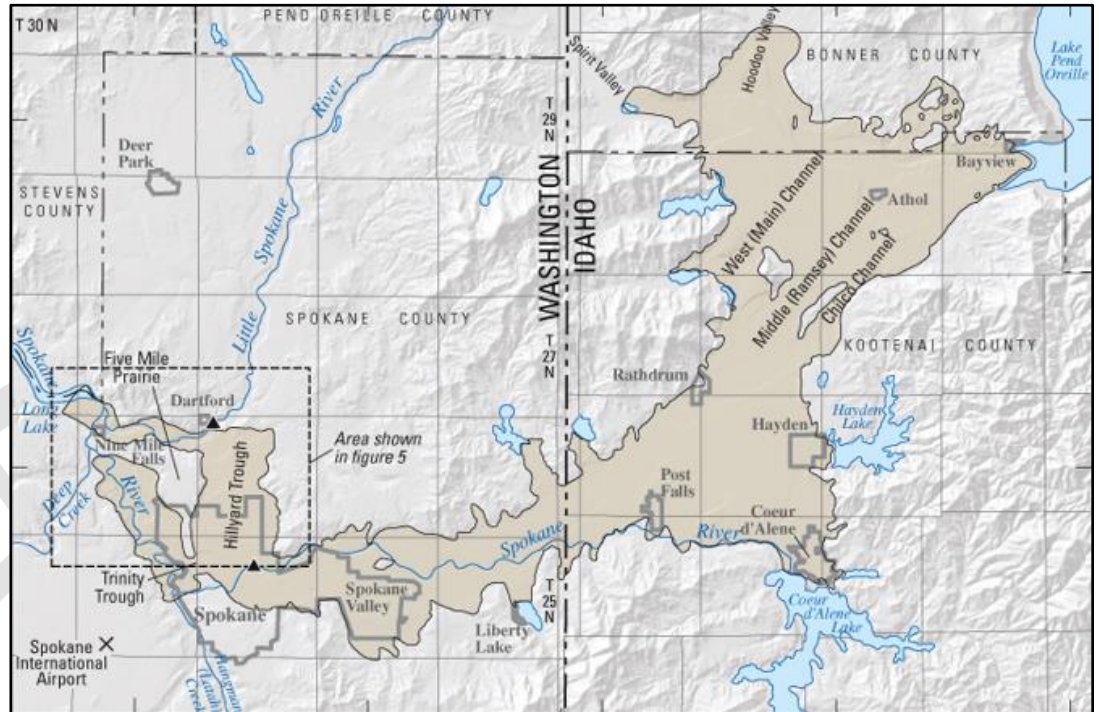 T 30 N
PEND OREILLE COUNTY
Spirit Valley
Hoodoo Valley
BONNER COUNTY
Lake
Pend
Oreille
T
29
N
Deer
Park
River
Spokane
Little
STEVENS
COUNTY
WASHINGTON
IDAHO
Bayview
Athol
West (Main) Channel
Middle (Ramsey) Channel
Chilco Channel
SPOKANE COUNTY
T
27
N
KOOTENAI COUNTY
Five Mile
Prairie
Rathdrum
Spokane
Long
Lake
Dartford
Nine Mile
Falls
Area shown
in figure 5
Hayden
Hayden
Lake
Deep
Creek
River
Hillyard Trough
Post
Falls
Coeur
d'Alene
Spokane
River
Trinity
Trough
Spokane
Spokane
Valley
T
25
N
Liberty
Lake
Coeur
d'Alene
Lake
Spokane
International
Airport
Hangman
(Latah)
Creek